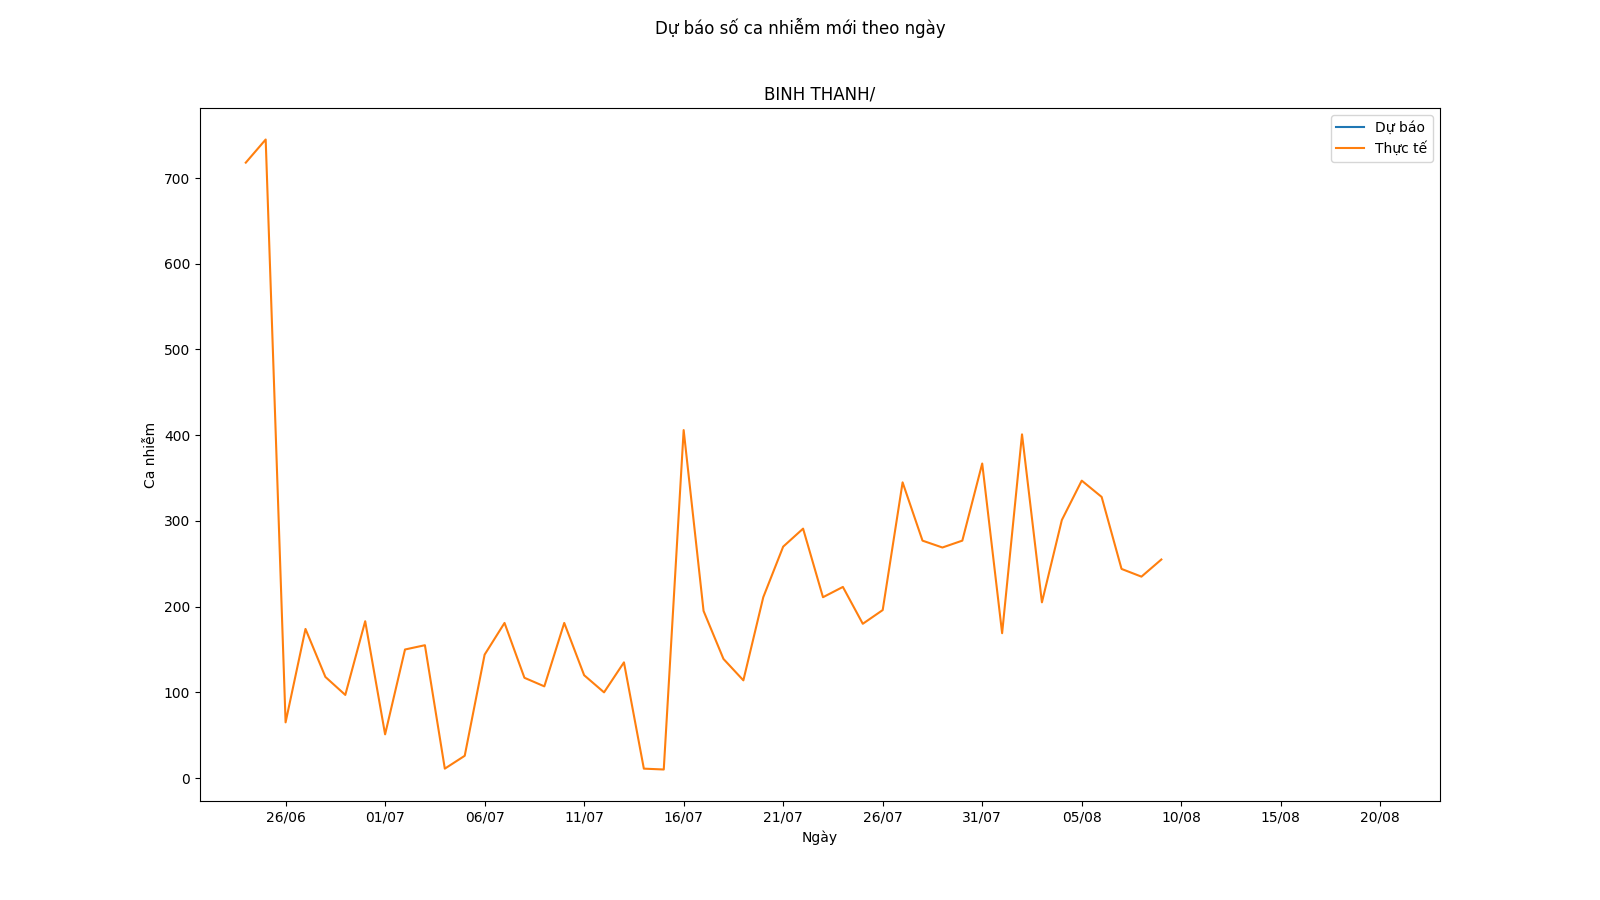 Dự báo số ca nhiễm mới theo ngày
BINH THANH/
Dự báo
Thực tế
Ca nhiễm
700
600
500
400
300
200
100
0
26/06 01/07 06/07 11/07 16/07 21/07 26/07 31/07 05/08 10/08 15/08 20/08
Ngày